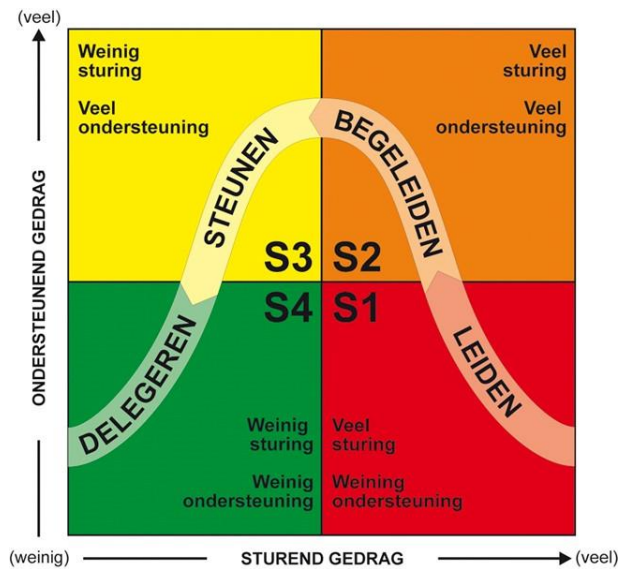 (veel)
Weinig
sturing
Veel
ondersteuning
Veel
sturing
Veel
ondersteuning
STEUNEN
BEGELEIDEN
ONDERSTEUNEND GEDRAG
S3
S2
S4
S1
DELEGEREN
LEIDEN
Weinig
sturing
Weinig
ondersteuning
Veel
sturing
Weining
ondersteuning
(weinig)
STUREND GEDRAG
(veel)